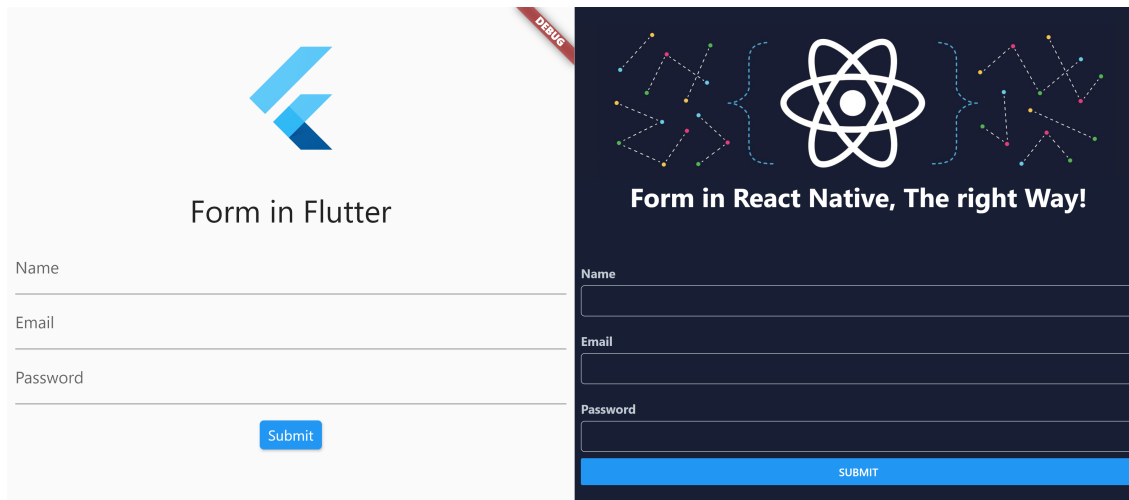 DEBUG
Form in Flutter
Name
Email
Password
Submit
Form in React Native, The right Way!
Name
Email
Password
SUBMIT